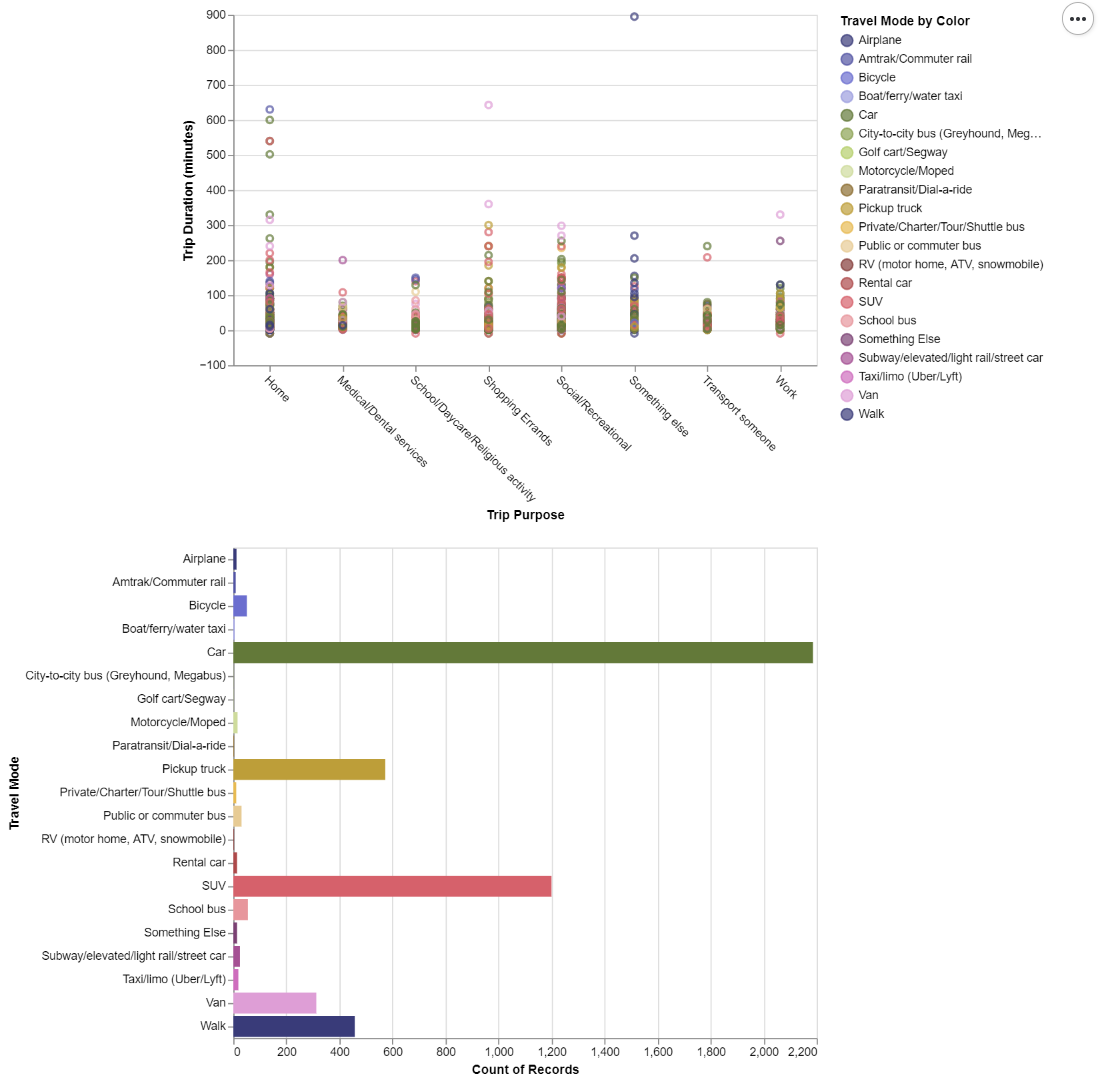 900
800
700
600
500
400
300
200
100
0
−100
Trip Duration (minutes)
Home
Medical/Dental services
School/Daycare/Religious activity
Shopping Errands
Social/Recreational
Something else
Transport someone
Work
Trip Purpose
Travel Mode by Color
Airplane
Amtrak/Commuter rail
Bicycle
Boat/ferry/water taxi
Car
City-to-city bus (Greyhound, Meg…
Golf cart/Segway
Motorcycle/Moped
Paratransit/Dial-a-ride
Pickup truck
Private/Charter/Tour/Shuttle bus
Public or commuter bus
RV (motor home, ATV, snowmobile)
Rental car
SUV
School bus
Something Else
Subway/elevated/light rail/street car
Taxi/limo (Uber/Lyft)
Van
Walk
Travel Mode
Airplane
Amtrak/Commuter rail
Bicycle
Boat/ferry/water taxi
Car
City-to-city bus (Greyhound, Megabus)
Golf cart/Segway
Motorcycle/Moped
Paratransit/Dial-a-ride
Pickup truck
Private/Charter/Tour/Shuttle bus
Public or commuter bus
RV (motor home, ATV, snowmobile)
Rental car
SUV
School bus
Something Else
Subway/elevated/light rail/street car
Taxi/limo (Uber/Lyft)
Van
Walk
0 200 400 600 800 1,000 1,200 1,400 1,600 1,800 2,000 2,200
Count of Records